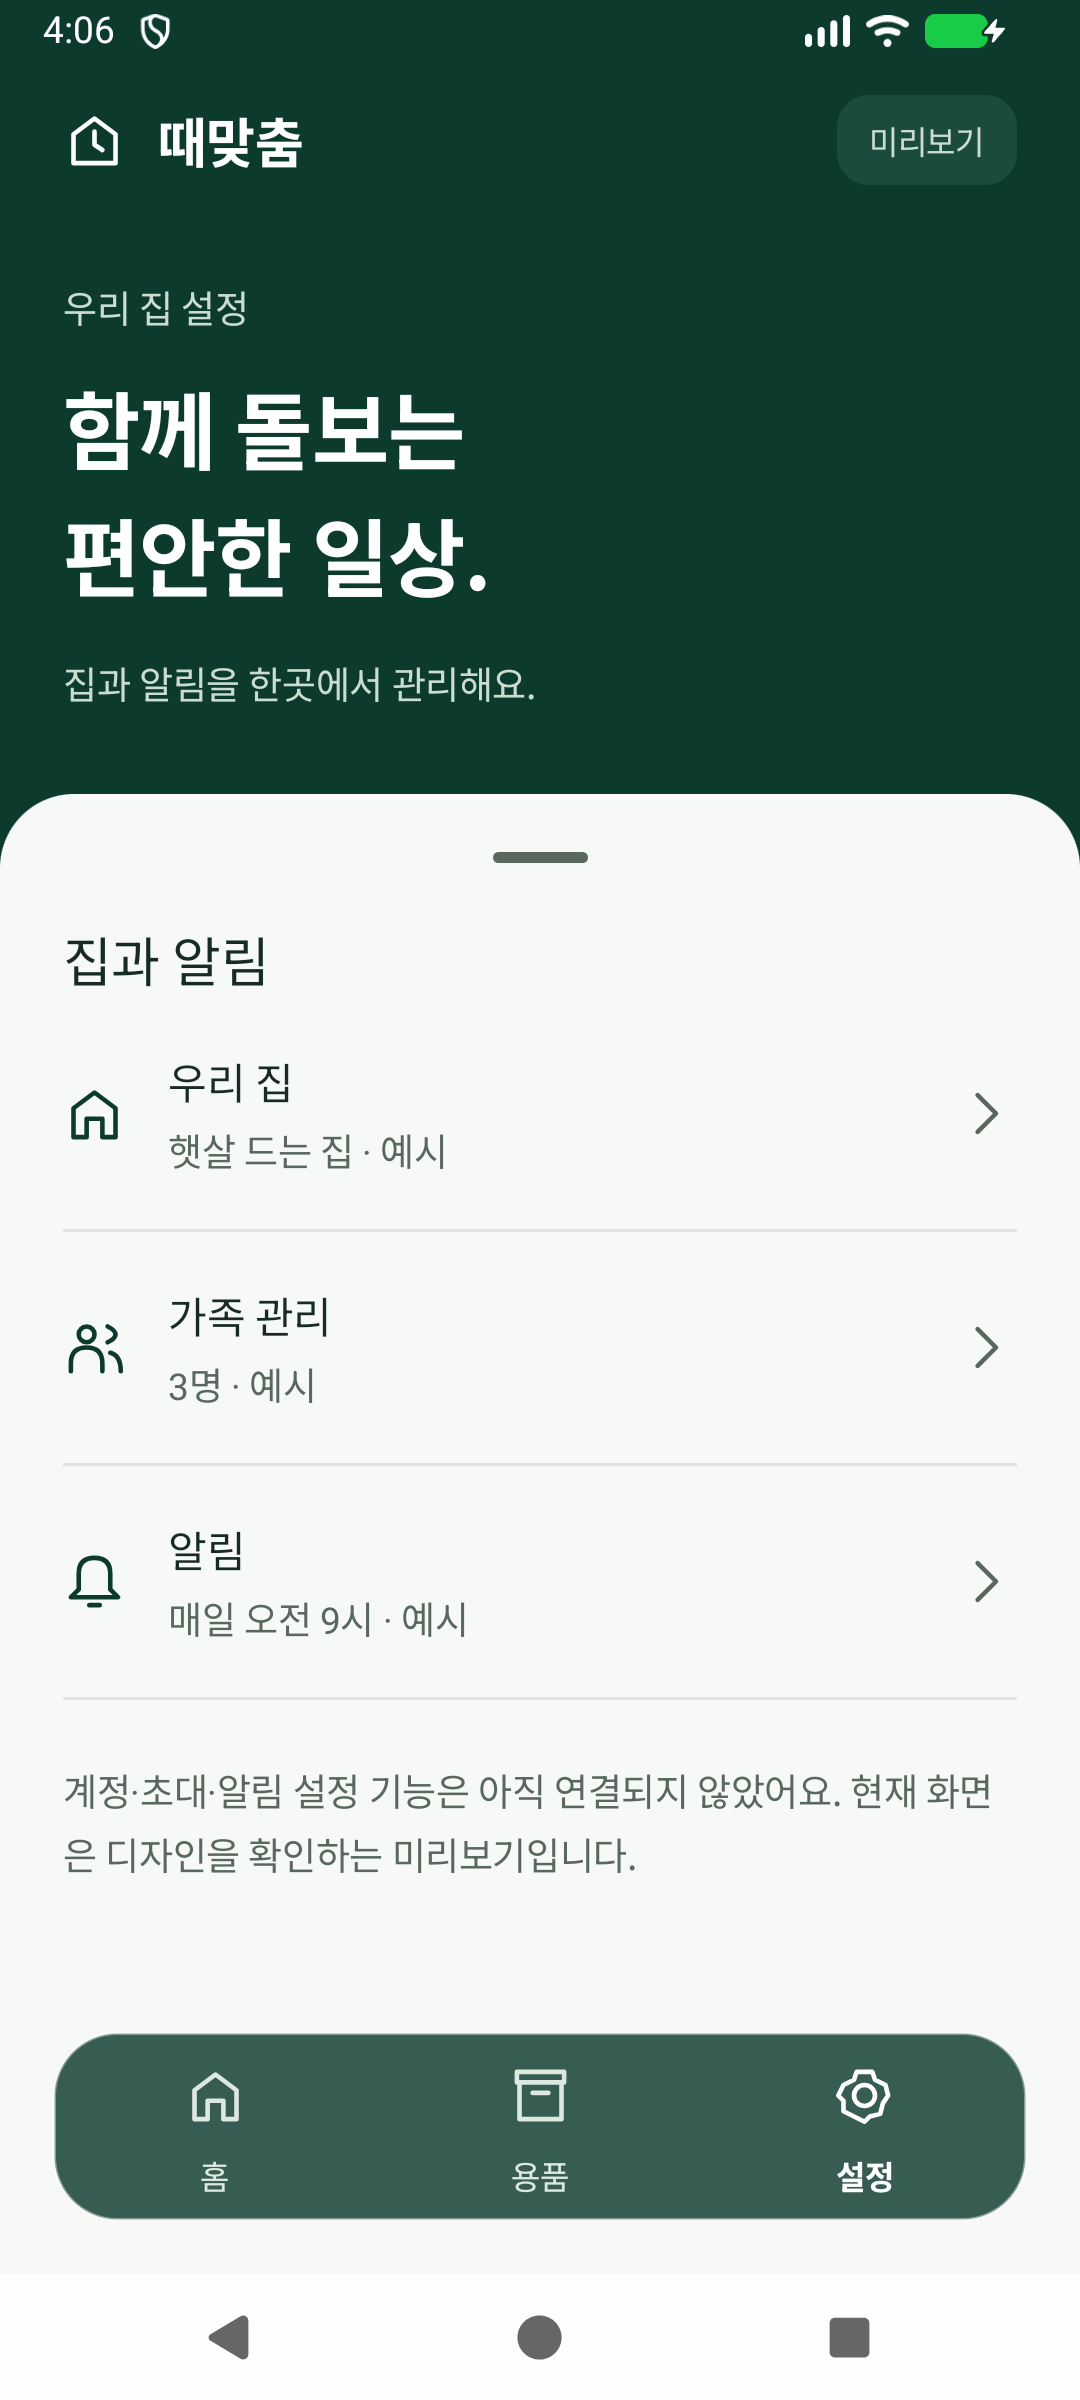 4:06
때맞춤
미리보기
우리 집 설정
함께 돌보는
편안한 일상.
집과 알림을 한곳에서 관리해요.
집과 알림
우리 집
햇살 드는 집 · 예시
가족 관리
3명 · 예시
알림
매일 오전 9시 · 예시
계정·초대·알림 설정 기능은 아직 연결되지 않았어요. 현재 화면
은 디자인을 확인하는 미리보기입니다.
홈
용품
설정